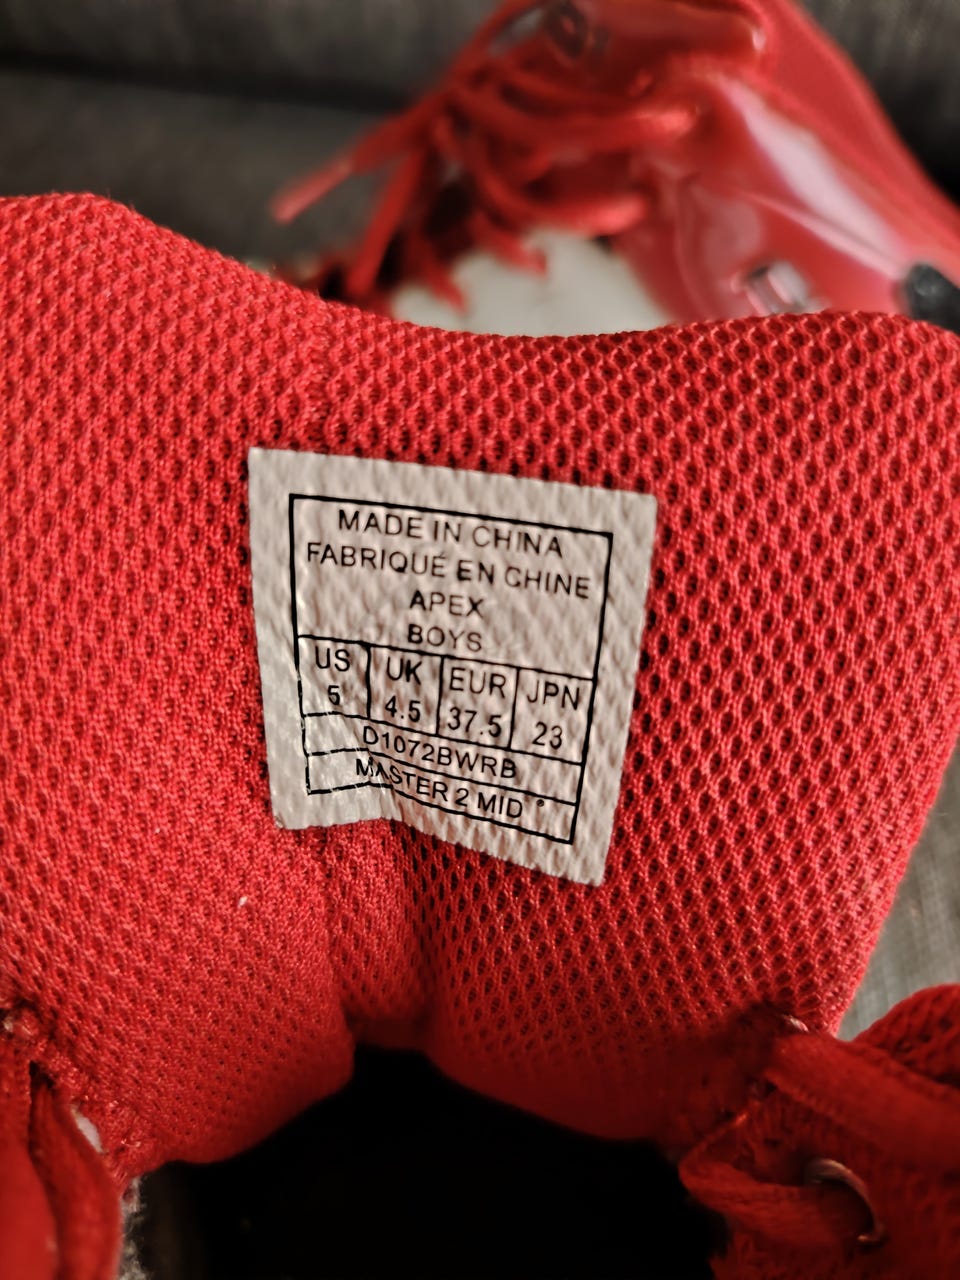 MADE IN CHINA
FABRIQUÉ EN CHINE
APEX
BOYS
US UK EUR JPN
5 4.5 37.5 23
D1072BWRB
MASTER 2 MID